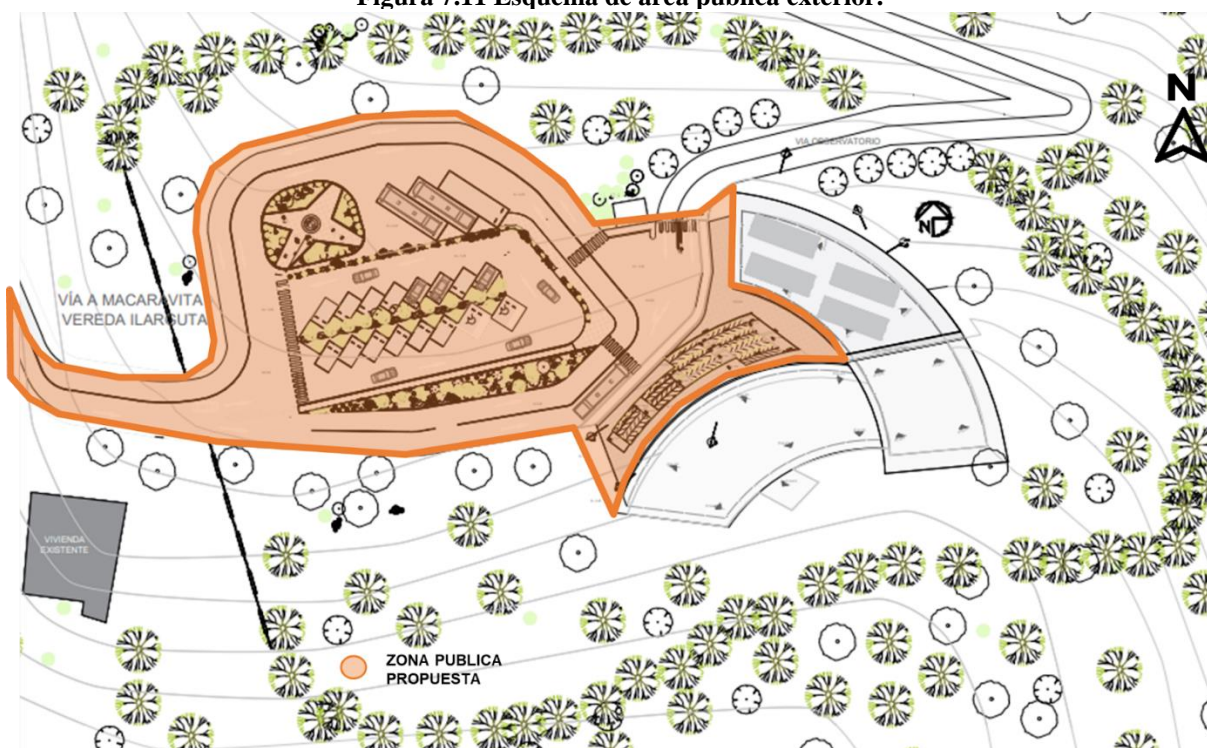 Figura 7.11 Esquema de área pública exterior.
N
VIA OBSERVATORIO
N
VÍA A MACARAVITA
VEREDA ILARGUTA
VIVIENDA
EXISTENTE
ZONA PUBLICA
PROPUESTA